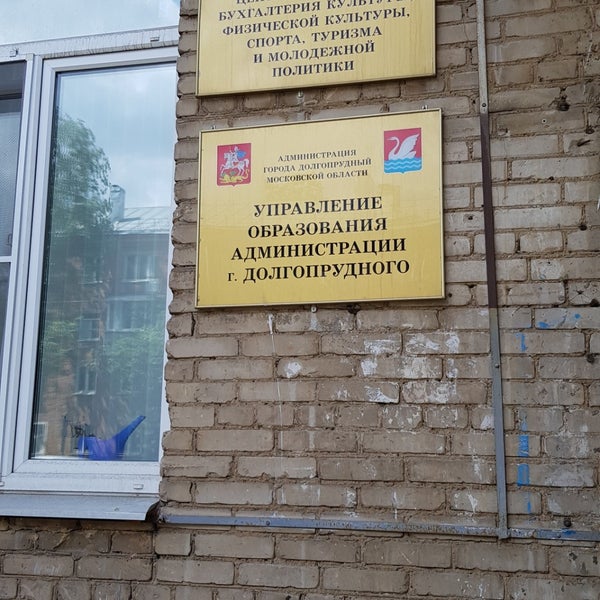 БУХГАЛТЕРИЯ КУЛЬТУРЫ,
ФИЗИЧЕСКОЙ КУЛЬТУРЫ,
СПОРТА, ТУРИЗМА
И МОЛОДЕЖНОЙ
ПОЛИТИКИ
АДМИНИСТРАЦИЯ
ГОРОДА ДОЛГОПРУДНЫЙ
МОСКОВСКОЙ ОБЛАСТИ
УПРАВЛЕНИЕ
ОБРАЗОВАНИЯ
АДМИНИСТРАЦИИ
г. ДОЛГОПРУДНОГО